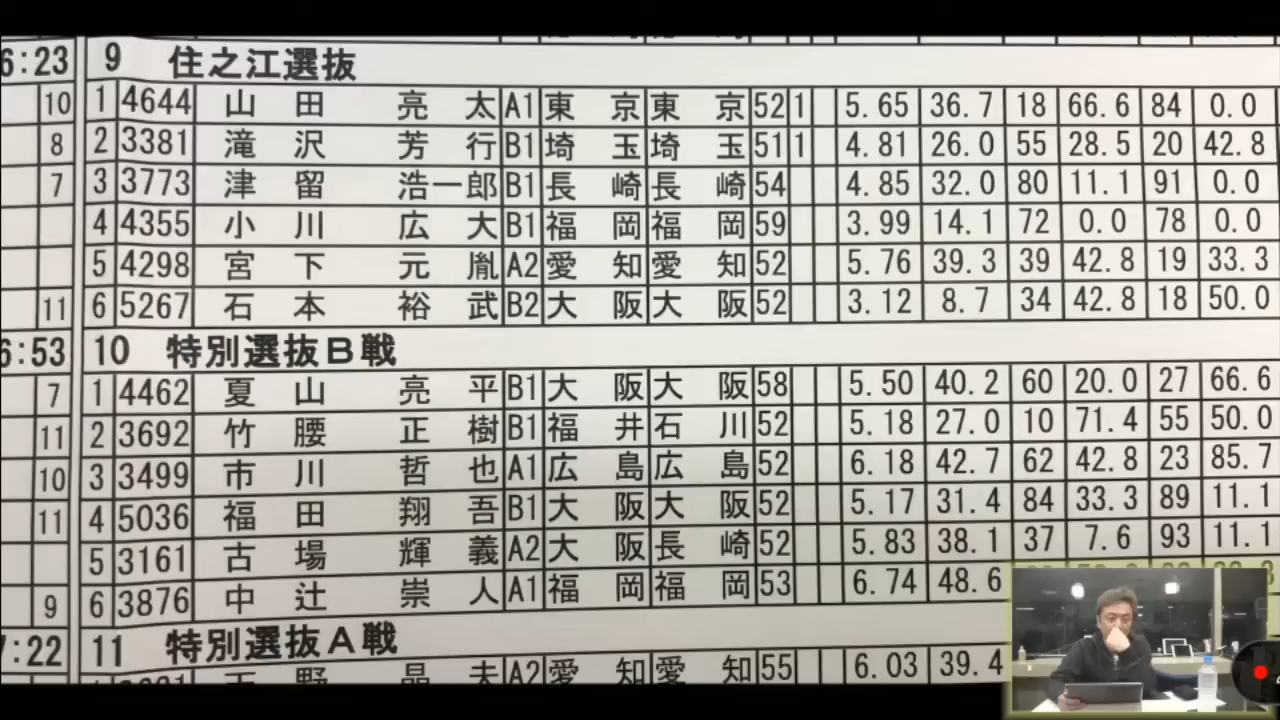 6:23 9 住之江選抜
10 1 4644 山田 亮太 A1 東京 東京 52 1 5.65 36.7 18 66.6 84 0.0
8 2 3381 滝沢 芳行 B1 埼玉 埼玉 51 1 4.81 26.0 55 28.5 20 42.8
7 3 3773 津留 浩一郎 B1 長崎 長崎 54 4.85 32.0 80 11.1 91 0.0
4 4355 小川 広大 B1 福岡 福岡 59 3.99 14.1 72 0.0 78 0.0
5 4298 宮下 元胤 A2 愛知 愛知 52 5.76 39.3 39 42.8 19 33.3
11 6 5267 石本 裕武 B2 大阪 大阪 52 3.12 8.7 34 42.8 18 50.0
6:53 10 特別選抜B戦
7 1 4462 夏山 亮平 B1 大阪 大阪 58 5.50 40.2 60 20.0 27 66.6
11 2 3692 竹腰 正樹 B1 福井 石川 52 5.18 27.0 10 71.4 55 50.0
10 3 3499 市川 哲也 A1 広島 広島 52 6.18 42.7 62 42.8 23 85.7
11 4 5036 福田 翔吾 B1 大阪 大阪 52 5.17 31.4 84 33.3 89 11.1
5 3161 古場 輝義 A2 大阪 長崎 52 5.83 38.1 37 7.6 93 11.1
9 6 3876 中辻 崇人 A1 福岡 福岡 53 6.74 48.6
7:22 11 特別選抜A戦
野 晶夫 A2 愛知 愛知 55 6.03 39.4